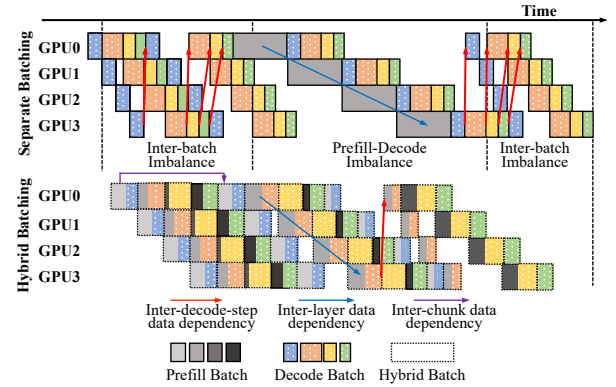 Time
Separate Batching
GPU0
GPU1
GPU2
GPU3
Inter-batch
Imbalance
Prefill-Decode
Imbalance
Inter-batch
Imbalance
Hybrid Batching
GPU0
GPU1
GPU2
GPU3
Inter-decode-step
data dependency
Inter-layer data
dependency
Inter-chunk data
dependency
Prefill Batch
Decode Batch
Hybrid Batch